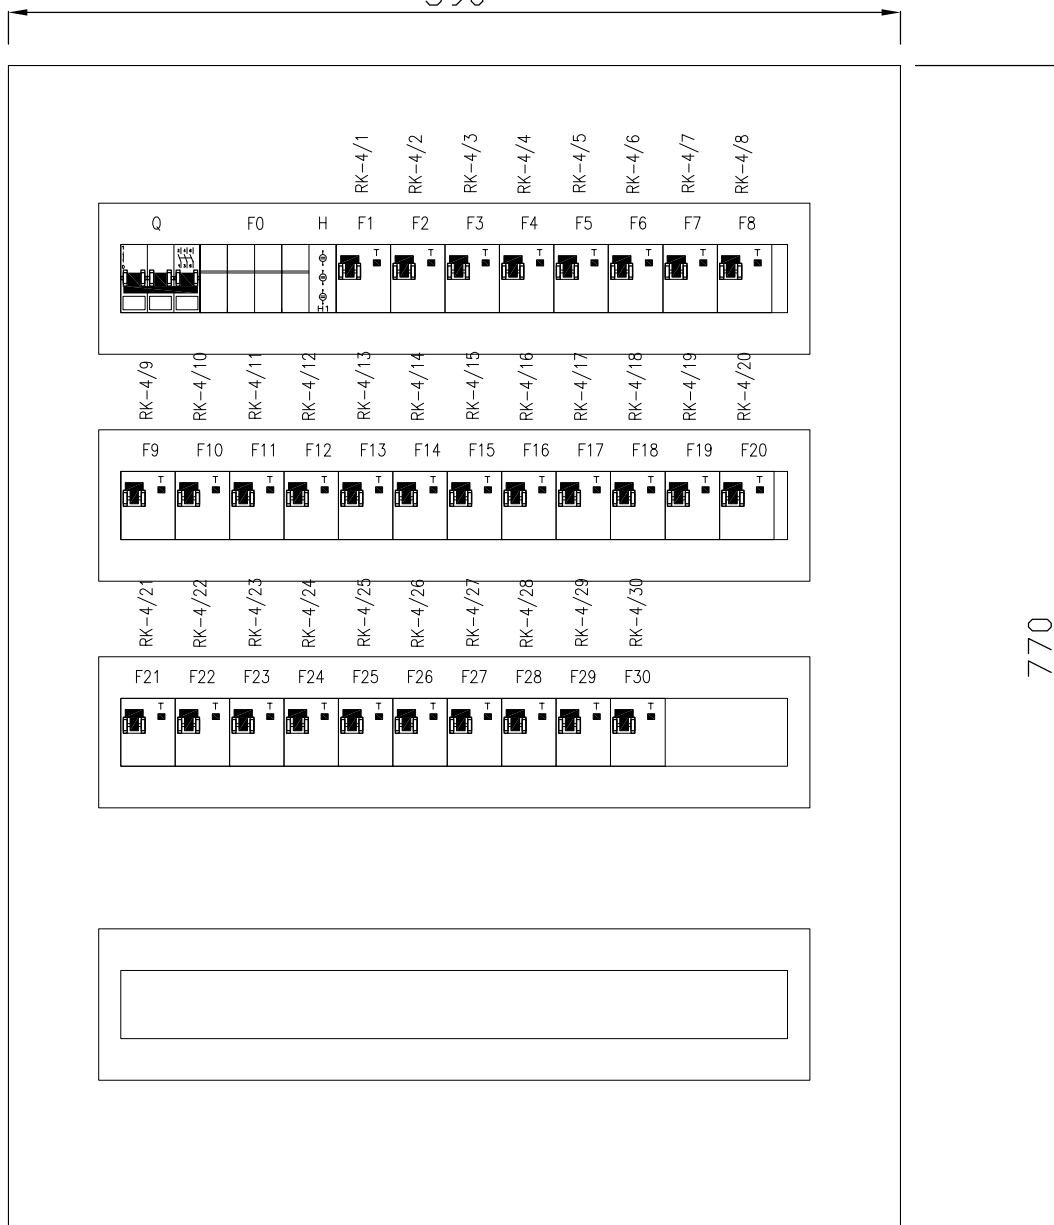 RK-4/1 RK-4/2 RK-4/3 RK-4/4 RK-4/5 RK-4/6 RK-4/7 RK-4/8
Q F0 H F1 F2 F3 F4 F5 F6 F7 F8
T T T T T T T T
H1
RK-4/9 RK-4/10 RK-4/11 RK-4/12 RK-4/13 RK-4/14 RK-4/15 RK-4/16 RK-4/17 RK-4/18 RK-4/19 RK-4/20
F9 F10 F11 F12 F13 F14 F15 F16 F17 F18 F19 F20
T T T T T T T T T T T T
RK-4/21 RK-4/22 RK-4/23 RK-4/24 RK-4/25 RK-4/26 RK-4/27 RK-4/28 RK-4/29 RK-4/30
770
F21 F22 F23 F24 F25 F26 F27 F28 F29 F30
T T T T T T T T T T